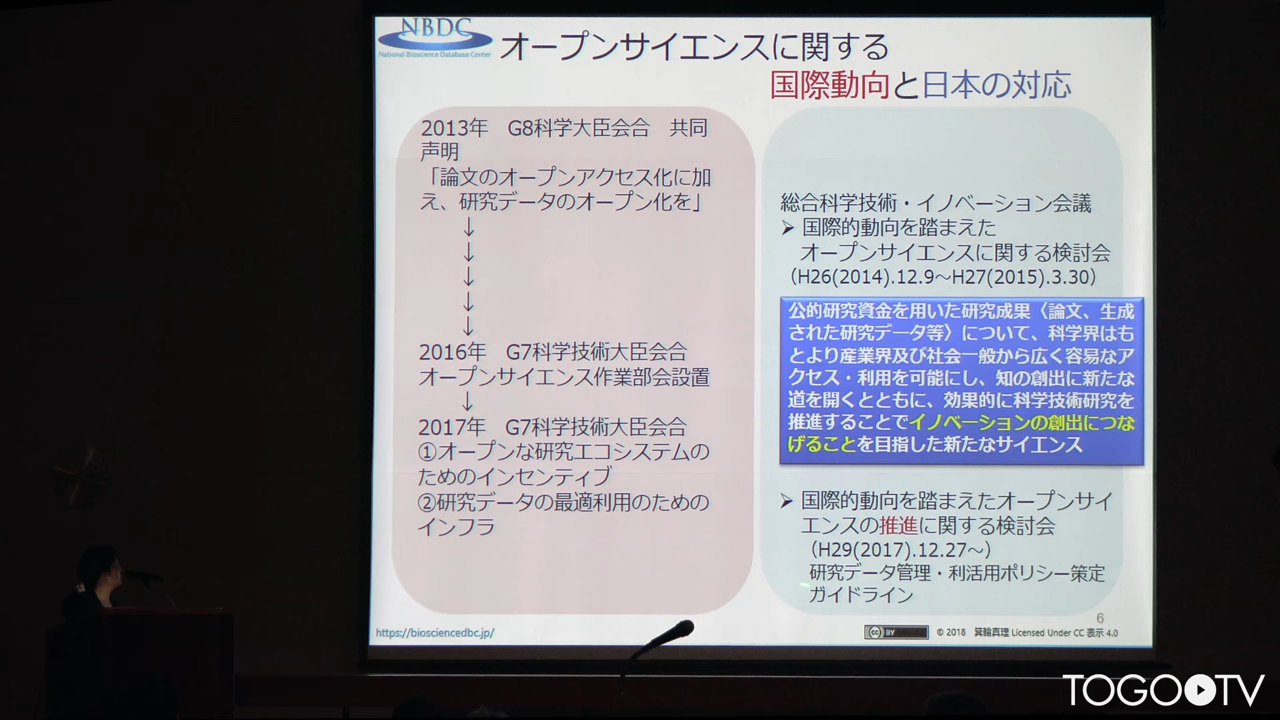 NBDC
National Bioscience Database Center
オープンサイエンスに関する
国際動向と日本の対応
2013年　G8科学大臣会合　共同
声明
「論文のオープンアクセス化に加
え、研究データのオープン化を」
↓
↓
↓
↓
↓
2016年　G7科学技術大臣会合
オープンサイエンス作業部会設置
↓
2017年　G7科学技術大臣会合
①オープンな研究エコシステムの
ためのインセンティブ
②研究データの最適利用のための
インフラ
総合科学技術・イノベーション会議
➢ 国際的動向を踏まえた
オープンサイエンスに関する検討会
（H26(2014).12.9～H27(2015).3.30）
公的研究資金を用いた研究成果〈論文、生成
された研究データ等〉について、科学界はも
とより産業界及び社会一般から広く容易なア
クセス・利用を可能にし、知の創出に新たな
道を開くとともに、効果的に科学技術研究を
推進することでイノベーションの創出につな
げることを目指した新たなサイエンス
➢ 国際的動向を踏まえたオープンサイ
エンスの推進に関する検討会
（H29(2017).12.27～）
研究データ管理・利活用ポリシー策定
ガイドライン
6
https://biosciencedbc.jp/
cc BY
© 2018　箕輪真理 Licensed Under CC 表示 4.0
TOGOTV